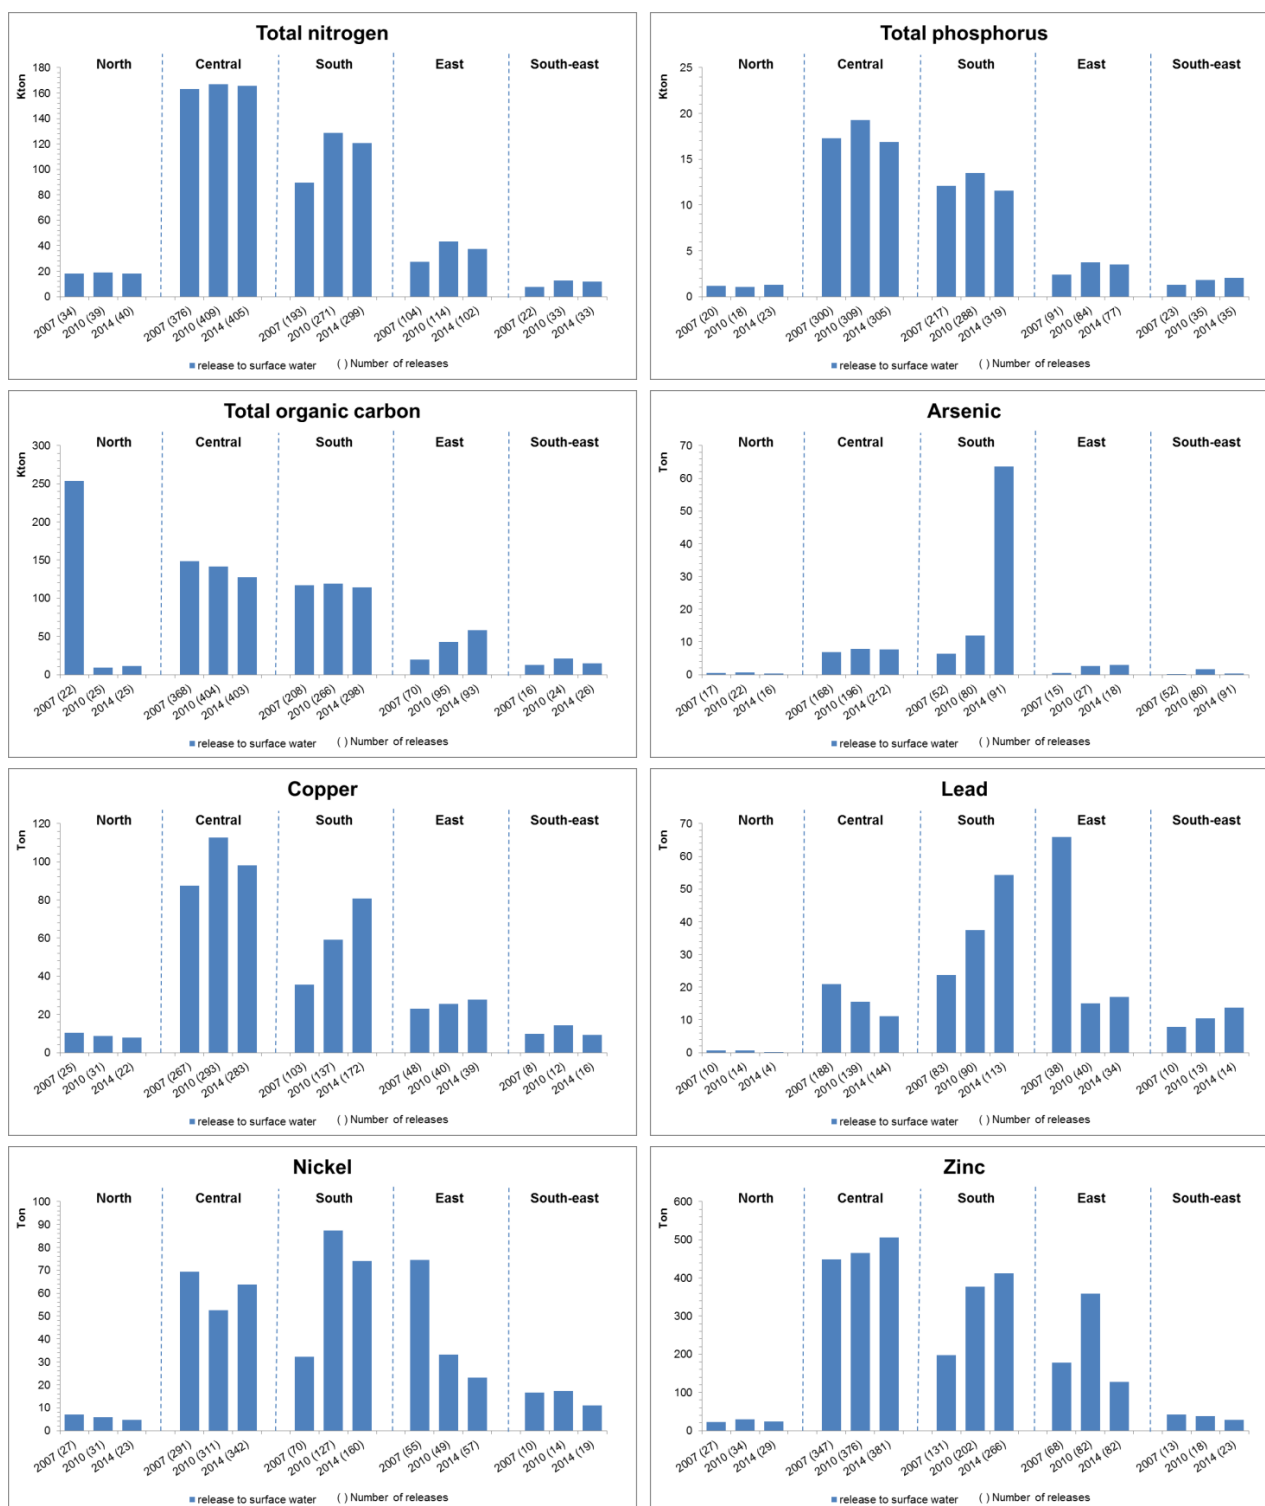 Total nitrogen
Kton
North Central South East South-east
180
160
140
120
100
80
60
40
20
0
2007 (34) 2010 (39) 2014 (40) 2007 (376) 2010 (409) 2014 (405) 2007 (193) 2010 (271) 2014 (299) 2007 (104) 2010 (114) 2014 (102) 2007 (22) 2010 (33) 2014 (33)
release to surface water ( ) Number of releases
Total phosphorus
Kton
North Central South East South-east
25
20
15
10
5
0
2007 (20) 2010 (18) 2014 (23) 2007 (300) 2010 (309) 2014 (305) 2007 (217) 2010 (288) 2014 (319) 2007 (91) 2010 (84) 2014 (77) 2007 (23) 2010 (35) 2014 (35)
release to surface water ( ) Number of releases
Total organic carbon
Kton
North Central South East South-east
300
250
200
150
100
50
0
2007 (22) 2010 (25) 2014 (25) 2007 (368) 2010 (404) 2014 (403) 2007 (208) 2010 (266) 2014 (298) 2007 (70) 2010 (95) 2014 (93) 2007 (16) 2010 (24) 2014 (26)
release to surface water ( ) Number of releases
Arsenic
Ton
North Central South East South-east
70
60
50
40
30
20
10
0
2007 (17) 2010 (22) 2014 (16) 2007 (168) 2010 (196) 2014 (212) 2007 (52) 2010 (80) 2014 (91) 2007 (15) 2010 (27) 2014 (18) 2007 (52) 2010 (80) 2014 (91)
release to surface water ( ) Number of releases
Copper
Ton
North Central South East South-east
120
100
80
60
40
20
0
2007 (25) 2010 (31) 2014 (22) 2007 (267) 2010 (293) 2014 (283) 2007 (103) 2010 (137) 2014 (172) 2007 (48) 2010 (40) 2014 (39) 2007 (8) 2010 (12) 2014 (16)
release to surface water ( ) Number of releases
Lead
Ton
North Central South East South-east
70
60
50
40
30
20
10
0
2007 (10) 2010 (14) 2014 (4) 2007 (188) 2010 (139) 2014 (144) 2007 (83) 2010 (90) 2014 (113) 2007 (38) 2010 (40) 2014 (34) 2007 (10) 2010 (13) 2014 (14)
release to surface water ( ) Number of releases
Nickel
Ton
North Central South East South-east
100
90
80
70
60
50
40
30
20
10
0
2007 (27) 2010 (31) 2014 (23) 2007 (291) 2010 (311) 2014 (342) 2007 (70) 2010 (127) 2014 (160) 2007 (55) 2010 (49) 2014 (57) 2007 (10) 2010 (14) 2014 (19)
release to surface water ( ) Number of releases
Zinc
Ton
North Central South East South-east
600
500
400
300
200
100
0
2007 (27) 2010 (34) 2014 (29) 2007 (347) 2010 (376) 2014 (381) 2007 (131) 2010 (202) 2014 (266) 2007 (68) 2010 (82) 2014 (82) 2007 (13) 2010 (18) 2014 (23)
release to surface water ( ) Number of releases